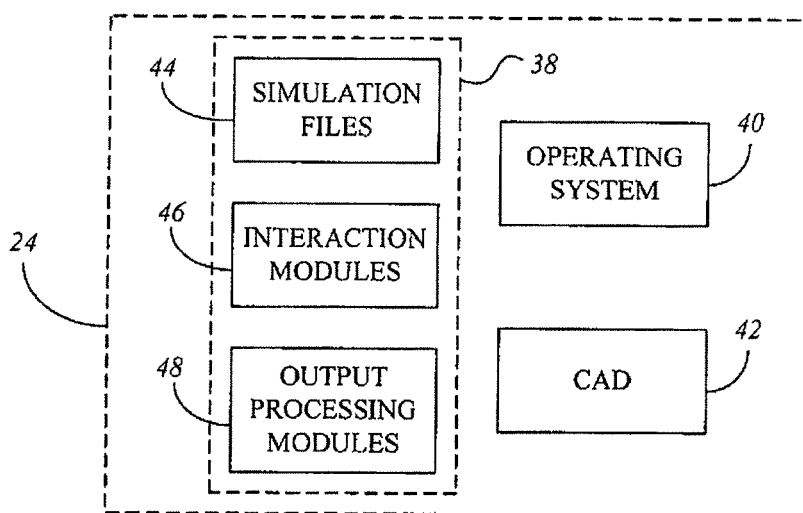 44
SIMULATION
FILES
38
40
OPERATING
SYSTEM
46
INTERACTION
MODULES
24
42
CAD
48
OUTPUT
PROCESSING
MODULES